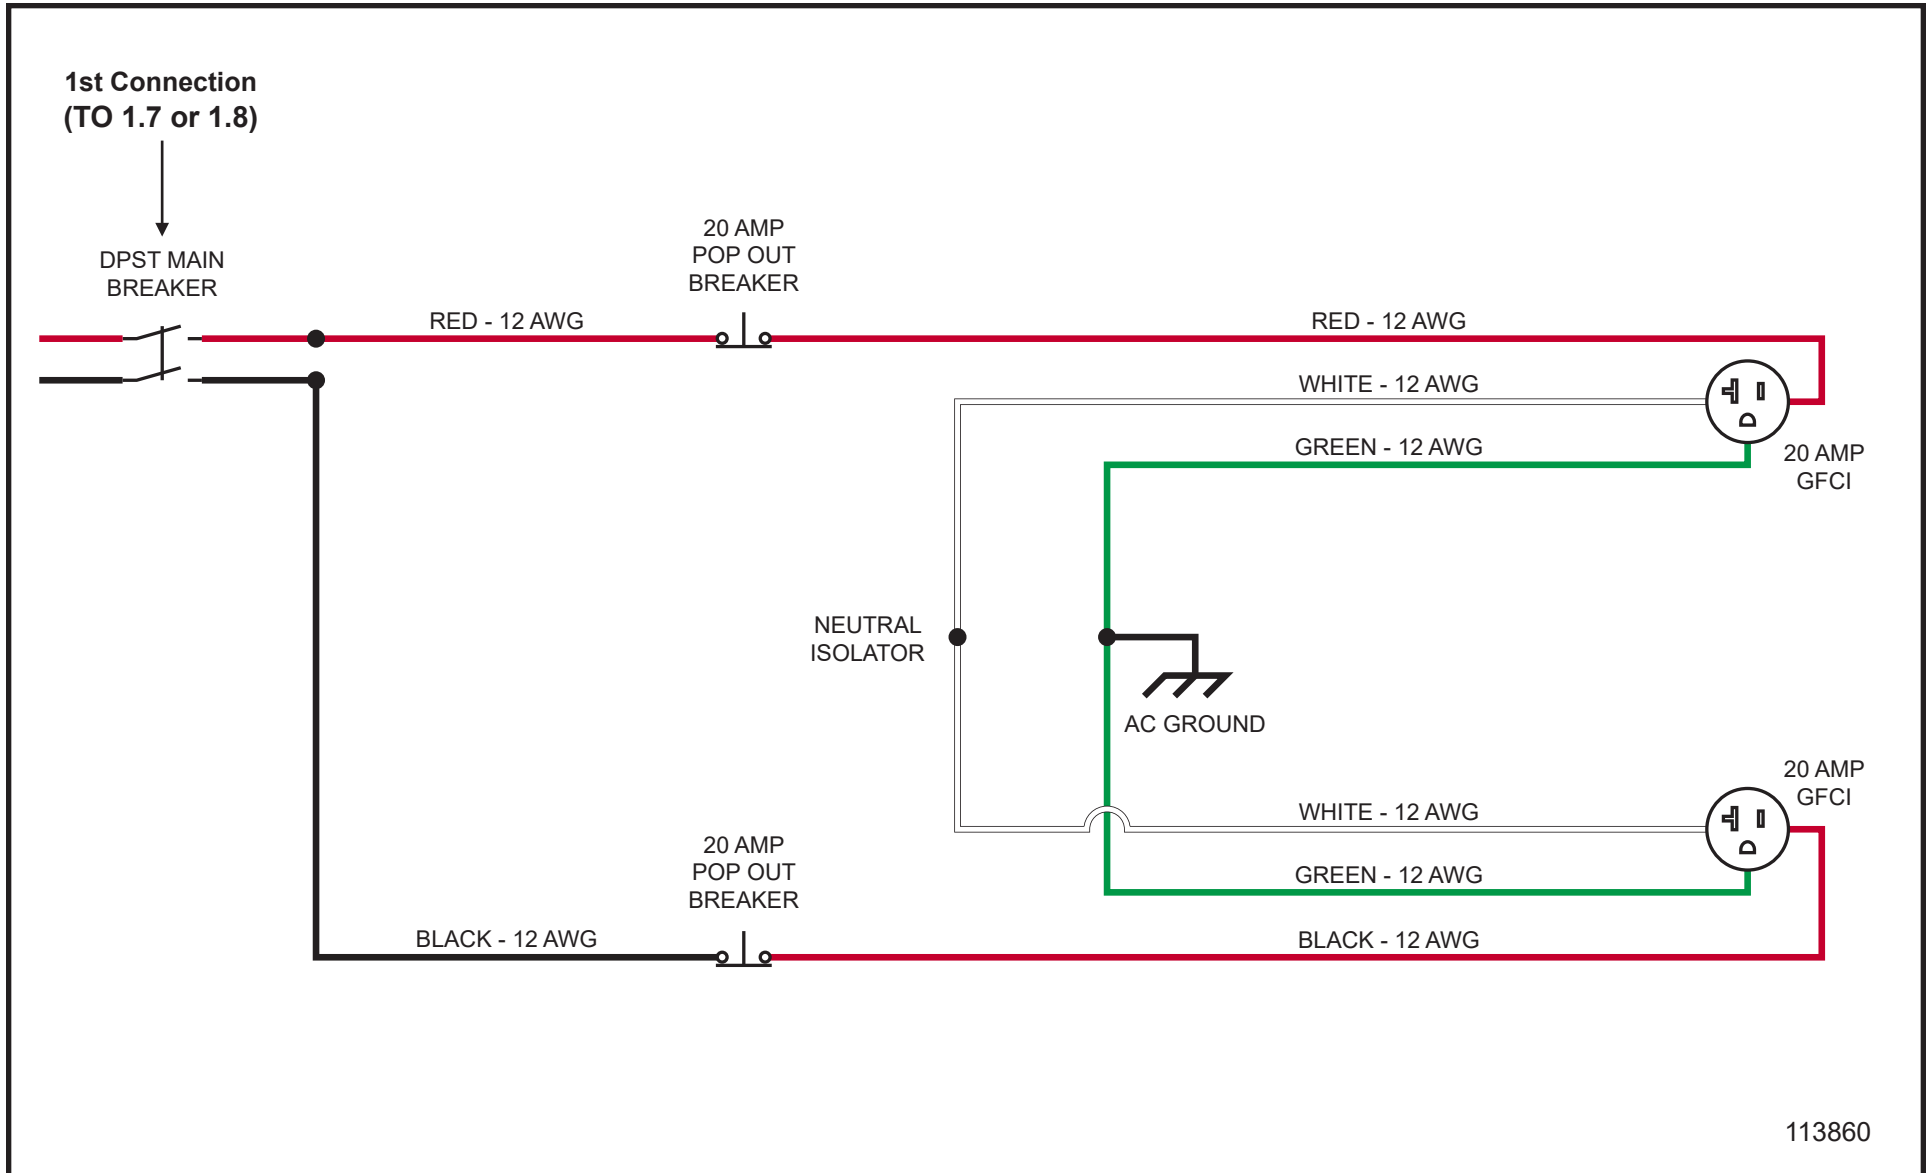 1st Connection
(TO 1.7 or 1.8)
DPST MAIN
BREAKER
20 AMP
POP OUT
BREAKER
RED - 12 AWG
RED - 12 AWG
WHITE - 12 AWG
GREEN - 12 AWG
20 AMP
GFCI
NEUTRAL
ISOLATOR
AC GROUND
20 AMP
GFCI
WHITE - 12 AWG
20 AMP
POP OUT
BREAKER
GREEN - 12 AWG
BLACK - 12 AWG
BLACK - 12 AWG
113860